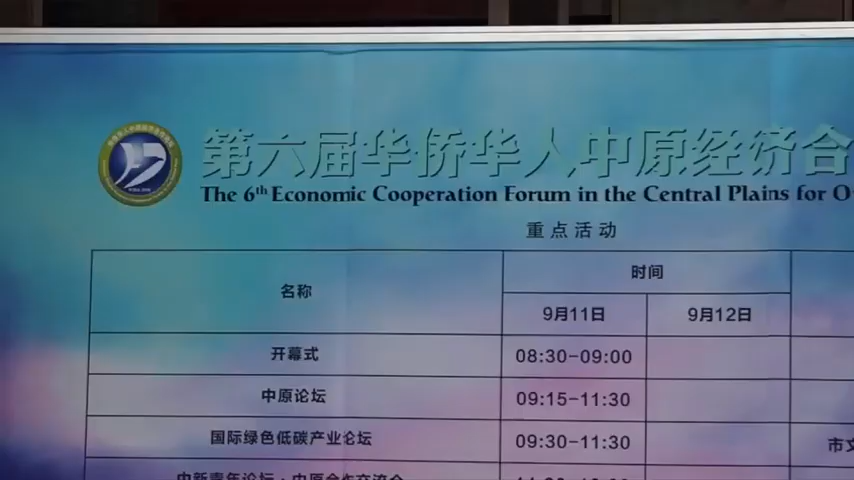 第六届华侨华人中原经济合
The 6th Economic Cooperation Forum in the Central Plains for O
重点活动
名称
时间
9月11日 9月12日
开幕式 08:30-09:00
中原论坛 09:15-11:30
国际绿色低碳产业论坛 09:30-11:30 市文